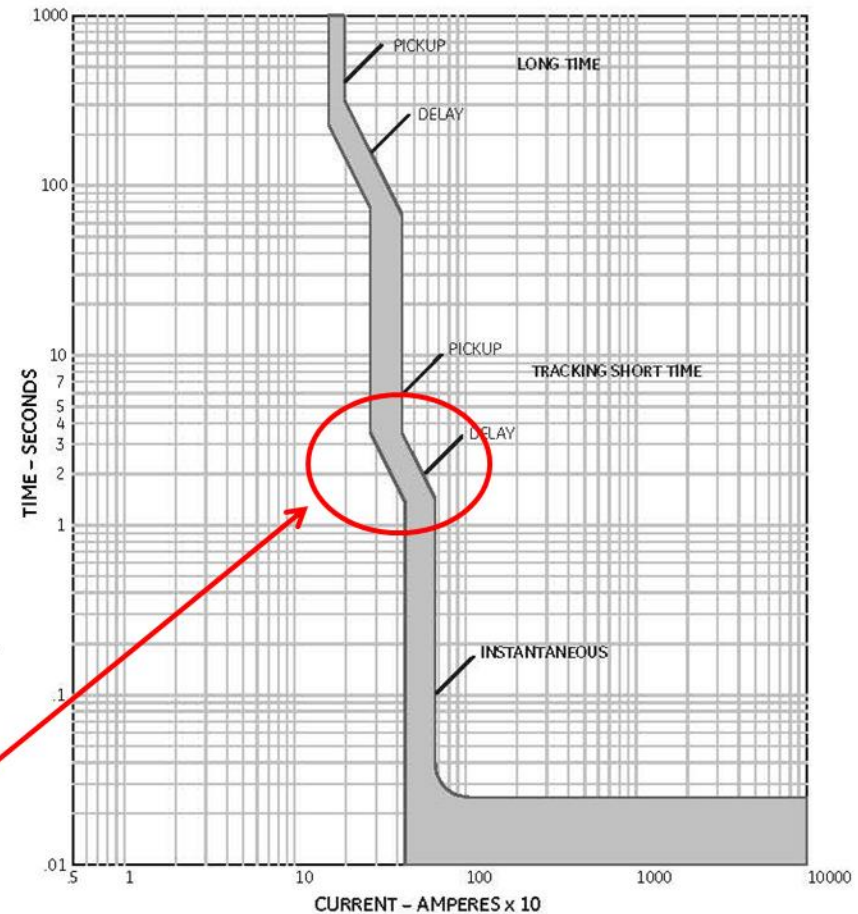 1000
PICKUP
LONG TIME
DELAY
100
10
PICKUP
7
TRACKING SHORT TIME
5
4
DELAY
3
2
TIME – SECONDS
1
INSTANTANEOUS
.1
.01
.5 1 10 100 1000 10000
CURRENT – AMPERES x 10